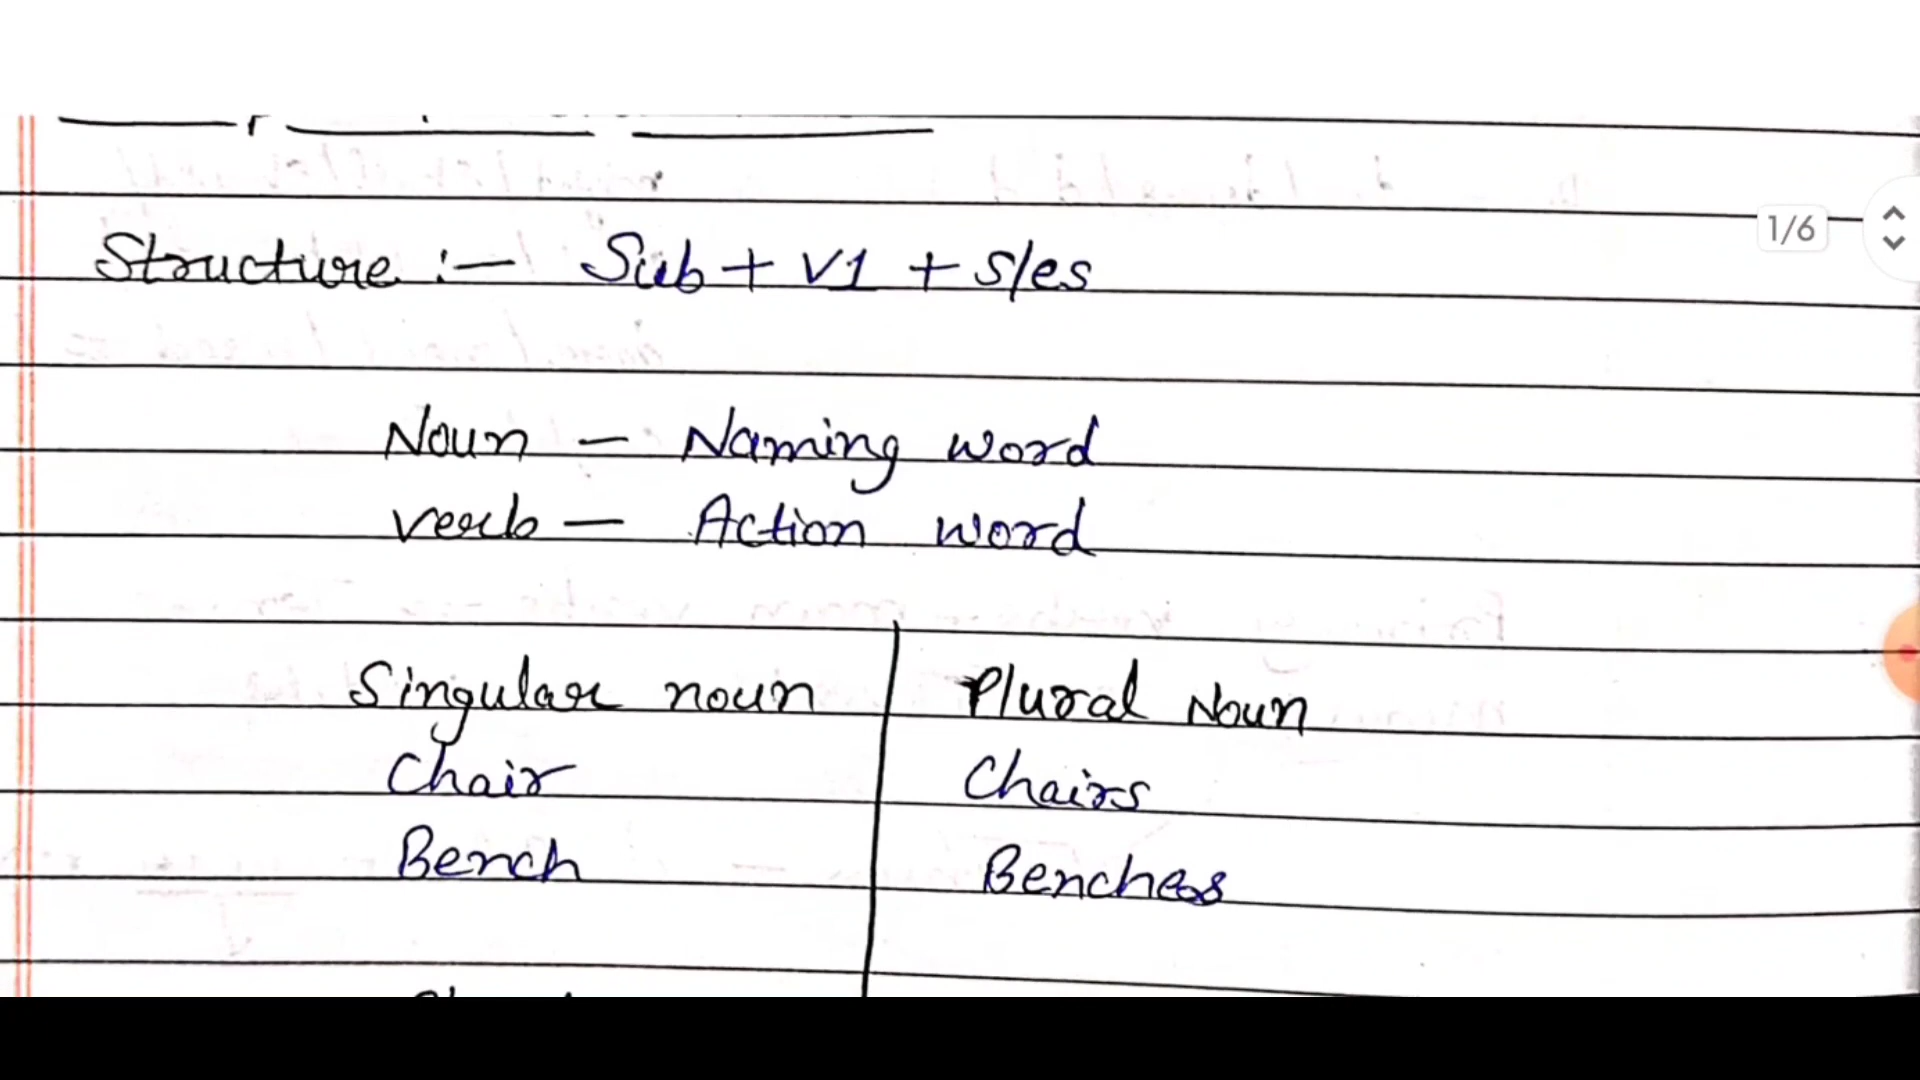 Structure :- Sub + V1 + s/es
1/6
Noun - Naming word
verb - Action word
Singular noun | Plural Noun
Chair | Chairs
Bench | Benches